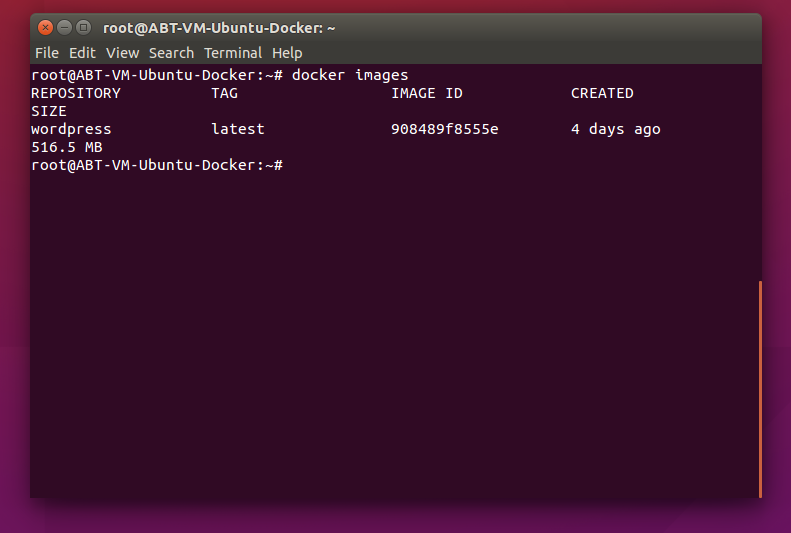 root@ABT-VM-Ubuntu-Docker: ~
File Edit View Search Terminal Help
root@ABT-VM-Ubuntu-Docker:~# docker images
REPOSITORY          TAG                 IMAGE ID            CREATED
SIZE
wordpress           latest              908489f8555e        4 days ago
516.5 MB
root@ABT-VM-Ubuntu-Docker:~#